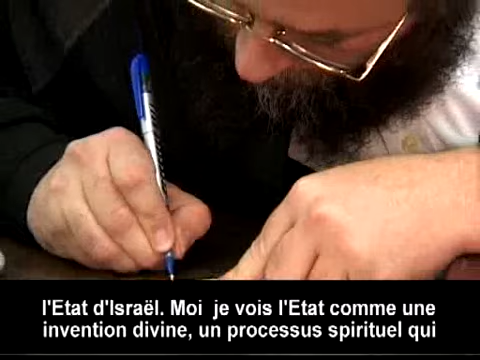 l'Etat d'Israël. Moi je vois l'Etat comme une
invention divine, un processus spirituel qui